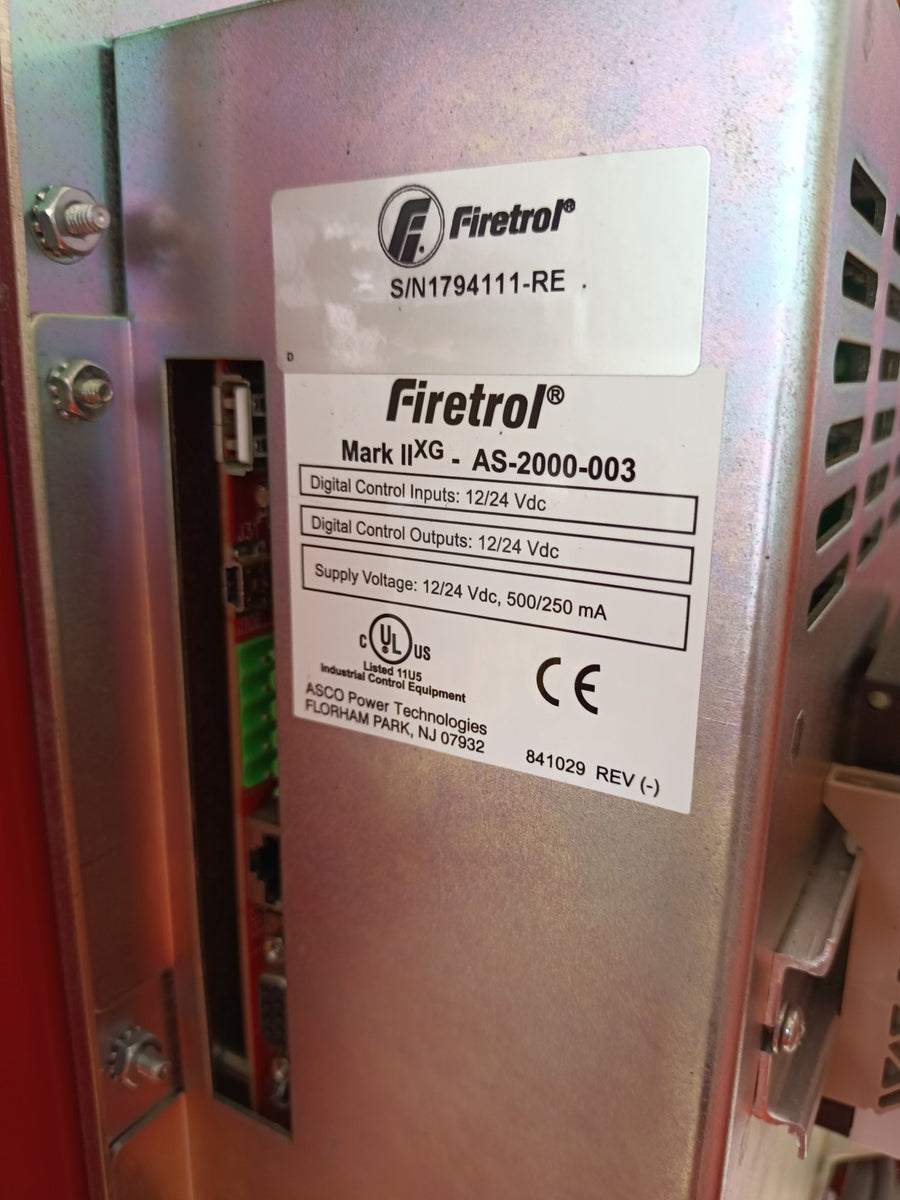 Firetrol®
S/N1794111-RE
D
Firetrol®
Mark IIXG - AS-2000-003
Digital Control Inputs: 12/24 Vdc
Digital Control Outputs: 12/24 Vdc
Supply Voltage: 12/24 Vdc, 500/250 mA
C UL US
Listed 11U5
Industrial Control Equipment
CE
ASCO Power Technologies
FLORHAM PARK, NJ 07932
841029 REV (-)